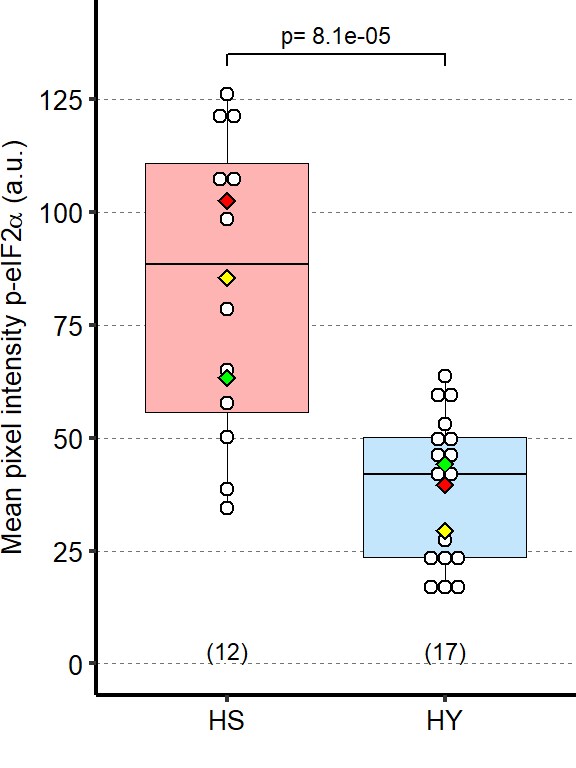 p= 8.1e-05
Mean pixel intensity p-eIF2α (a.u.)
125
100
75
50
25
0
(12) (17)
HS HY